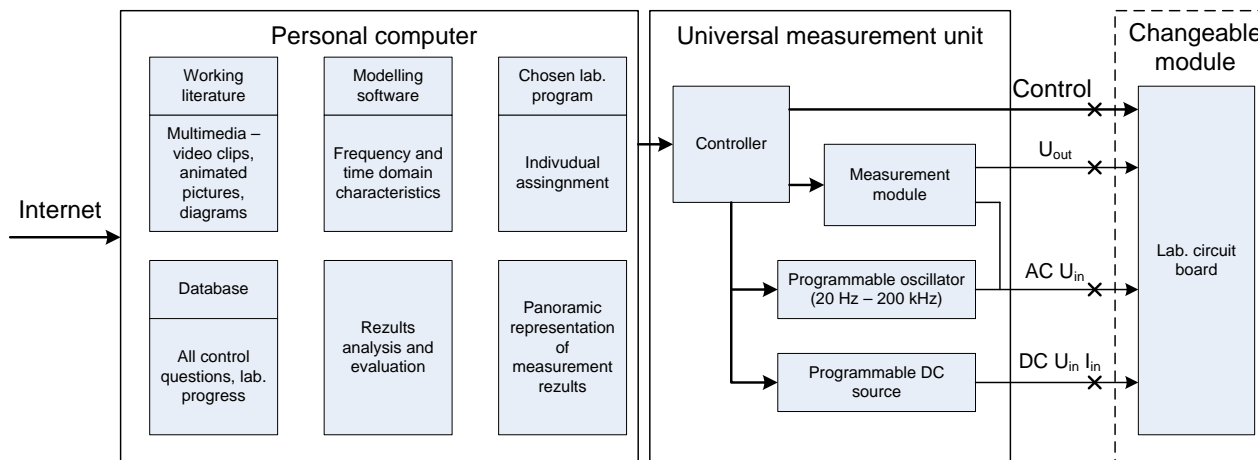 Personal computer
Universal measurement unit
Changeable
module
Internet
Working
literature
Multimedia –
video clips,
animated
pictures,
diagrams
Modelling
software
Frequency and
time domain
characteristics
Chosen lab.
program
Indivudual
assingnment
Database
All control
questions, lab.
progress
Rezults
analysis and
evaluation
Panoramic
representation
of
measurement
rezults
Controller
Measurement
module
Programmable oscillator
(20 Hz – 200 kHz)
Programmable DC
source
Control
Uout
AC Uin
DC Uin Iin
Lab. circuit
board